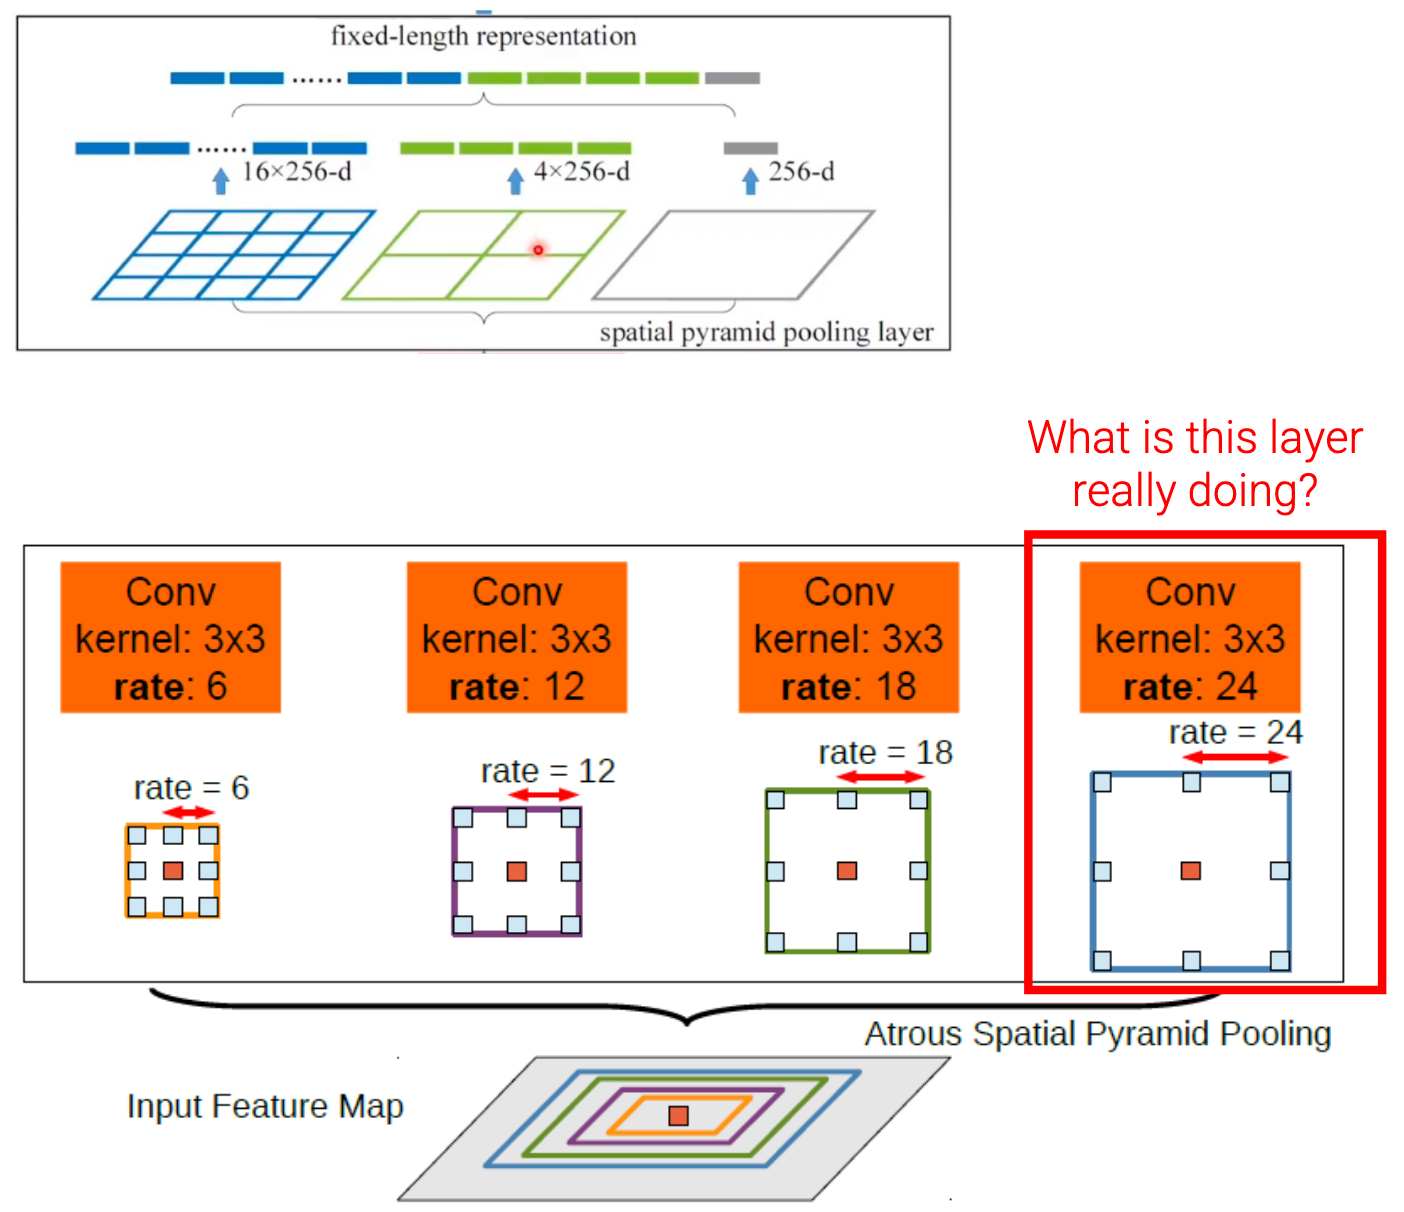 fixed-length representation
......
......
16×256-d
4×256-d
256-d
spatial pyramid pooling layer
What is this layer
really doing?
Conv
kernel: 3x3
rate: 6
Conv
kernel: 3x3
rate: 12
Conv
kernel: 3x3
rate: 18
Conv
kernel: 3x3
rate: 24
rate = 6
rate = 12
rate = 18
rate = 24
Atrous Spatial Pyramid Pooling
Input Feature Map